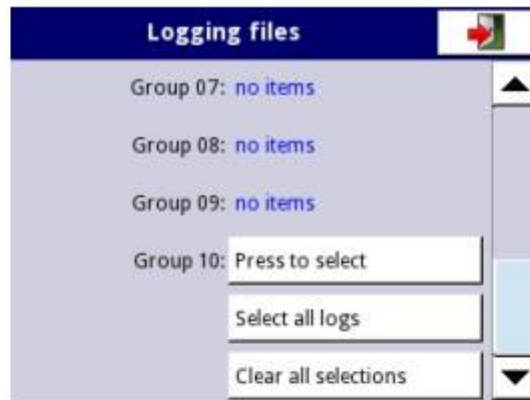 Logging files
Group 07: no items
Group 08: no items
Group 09: no items
Group 10: Press to select
Select all logs
Clear all selections